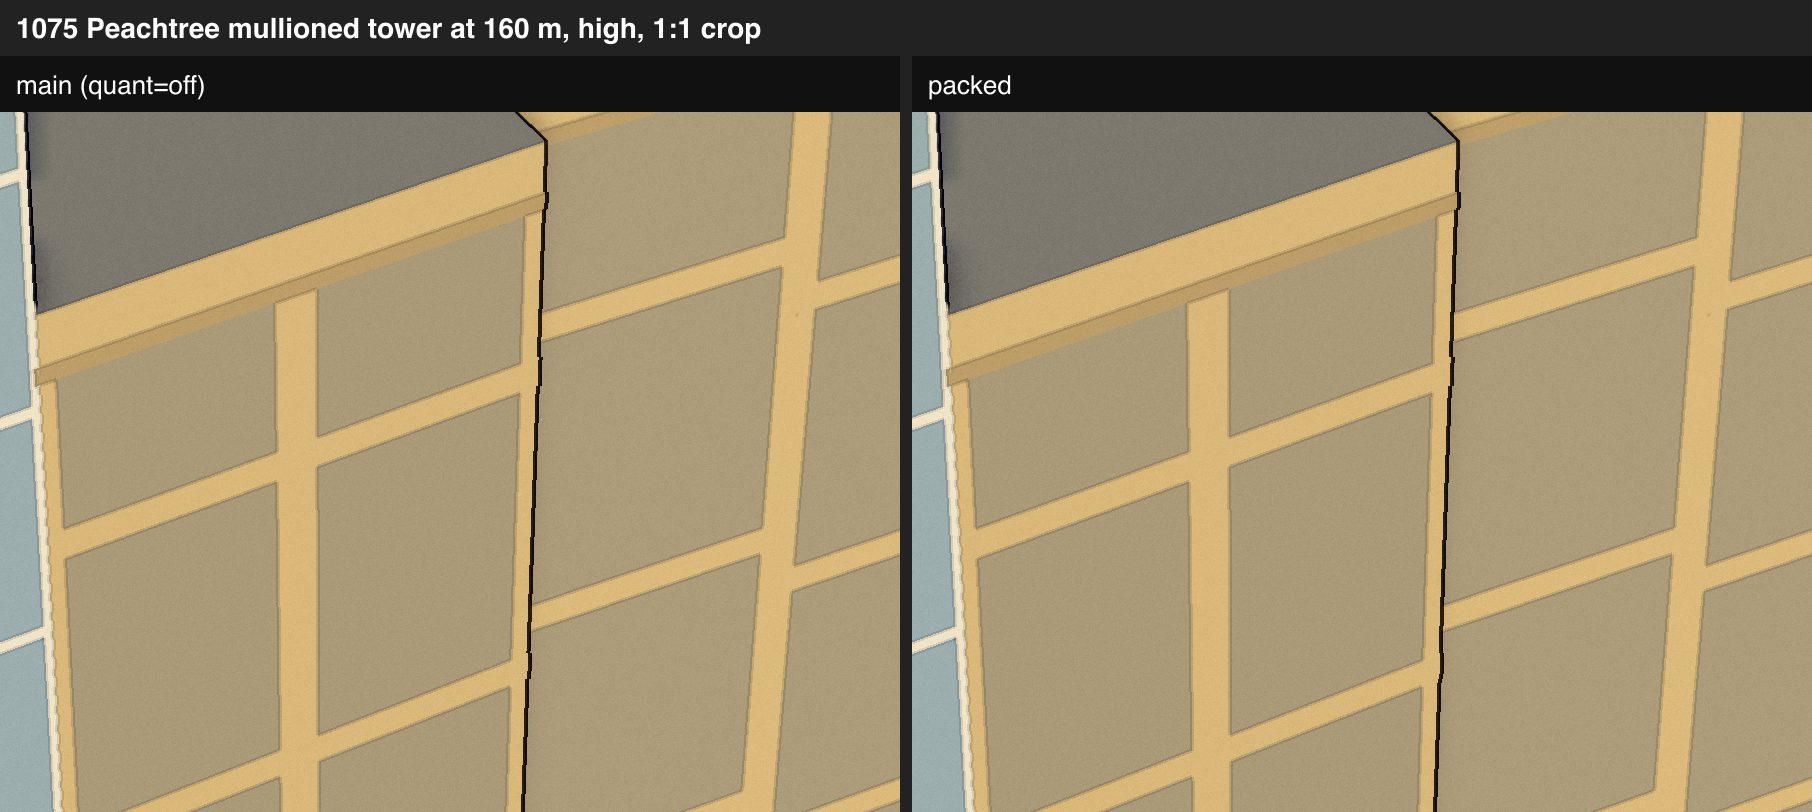 1075 Peachtree mullioned tower at 160 m, high, 1:1 crop
main (quant=off)
packed